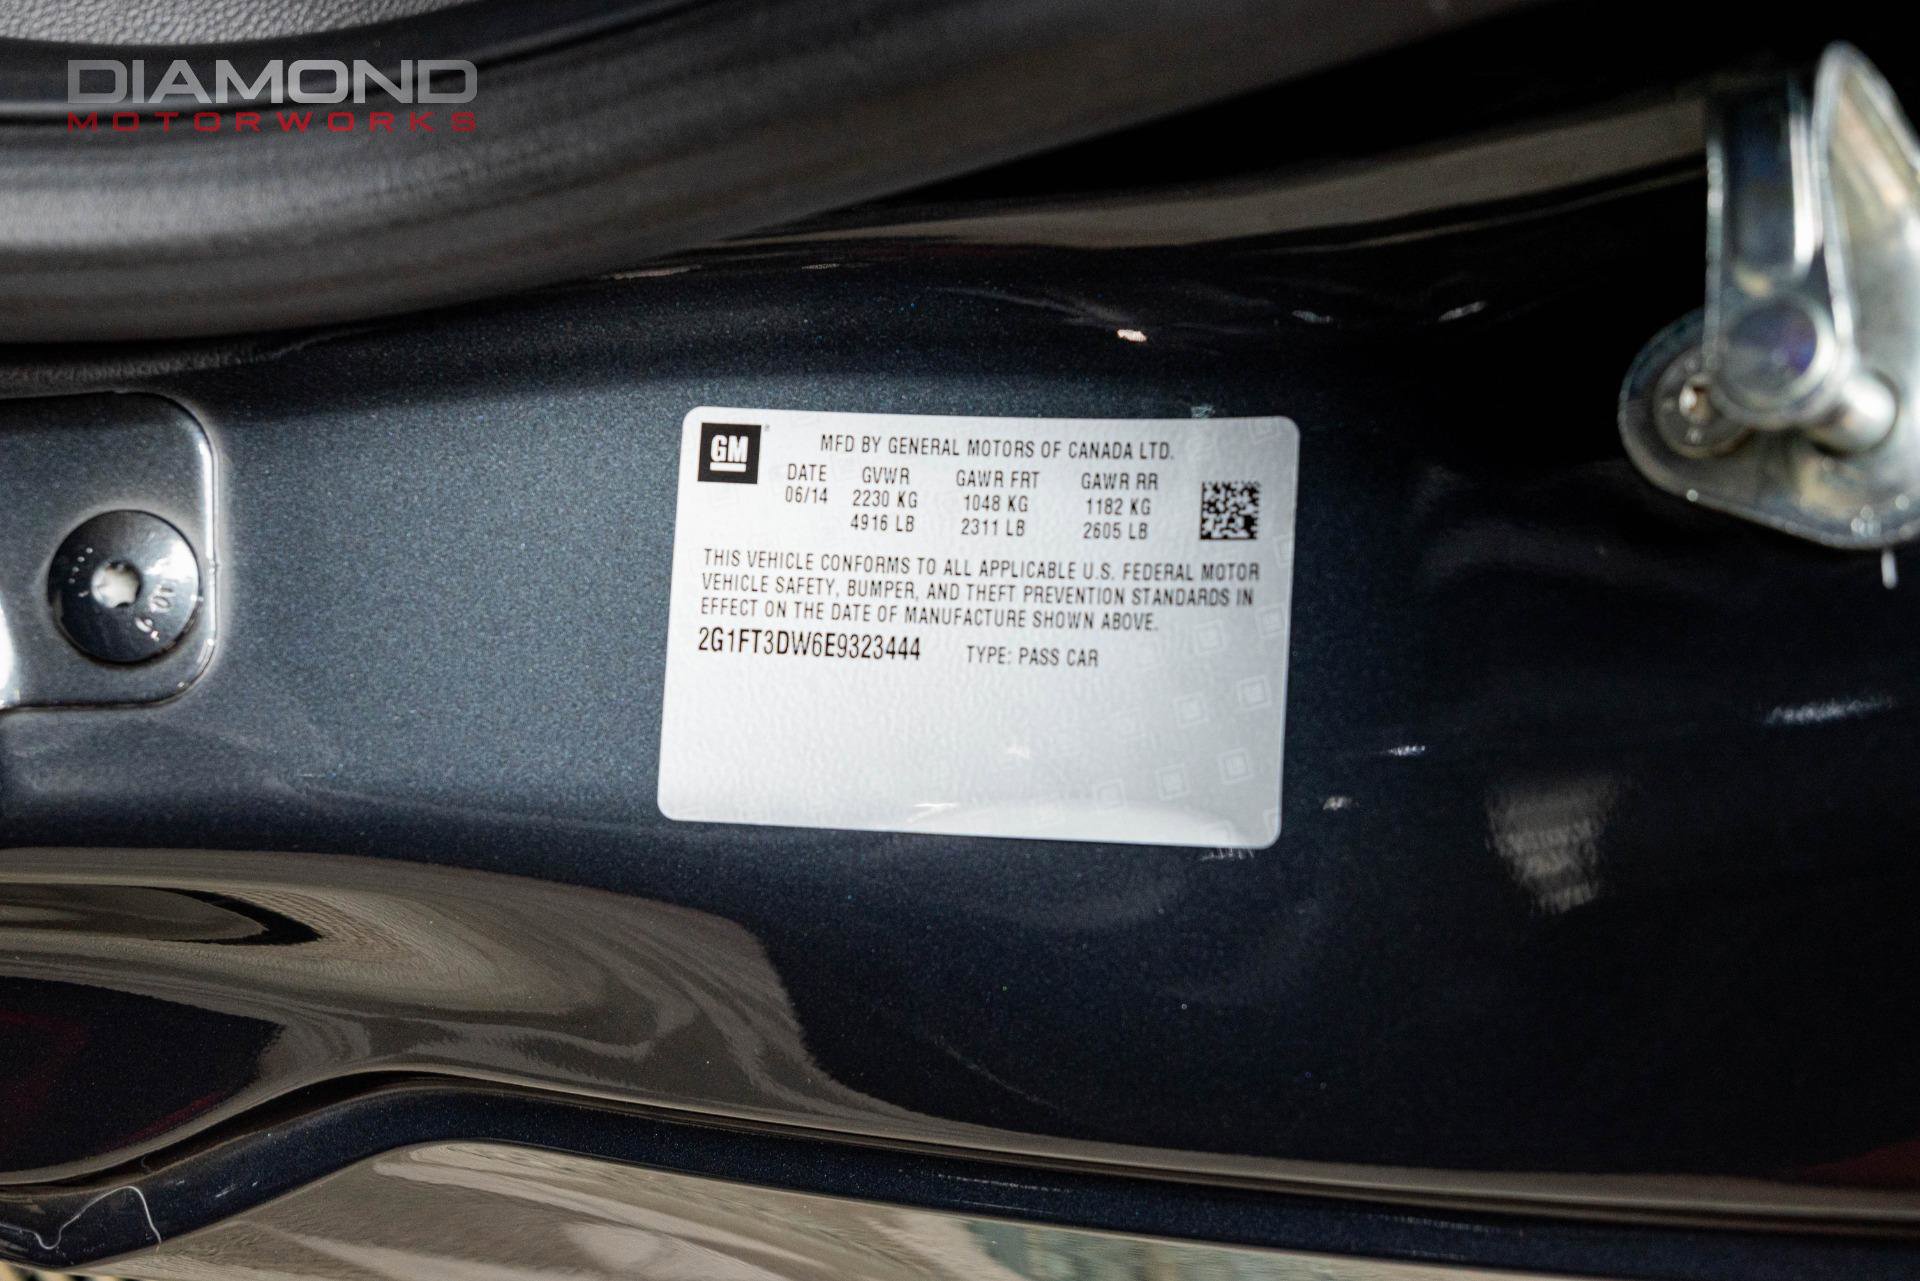 DIAMOND
MOTORWORKS
GM
MFD BY GENERAL MOTORS OF CANADA LTD.
DATE GVWR GAWR FRT GAWR RR
06/14 2230 KG 1048 KG 1182 KG
4916 LB 2311 LB 2605 LB
THIS VEHICLE CONFORMS TO ALL APPLICABLE U.S. FEDERAL MOTOR
VEHICLE SAFETY, BUMPER, AND THEFT PREVENTION STANDARDS IN
EFFECT ON THE DATE OF MANUFACTURE SHOWN ABOVE.
2G1FT3DW6E9323444 TYPE: PASS CAR